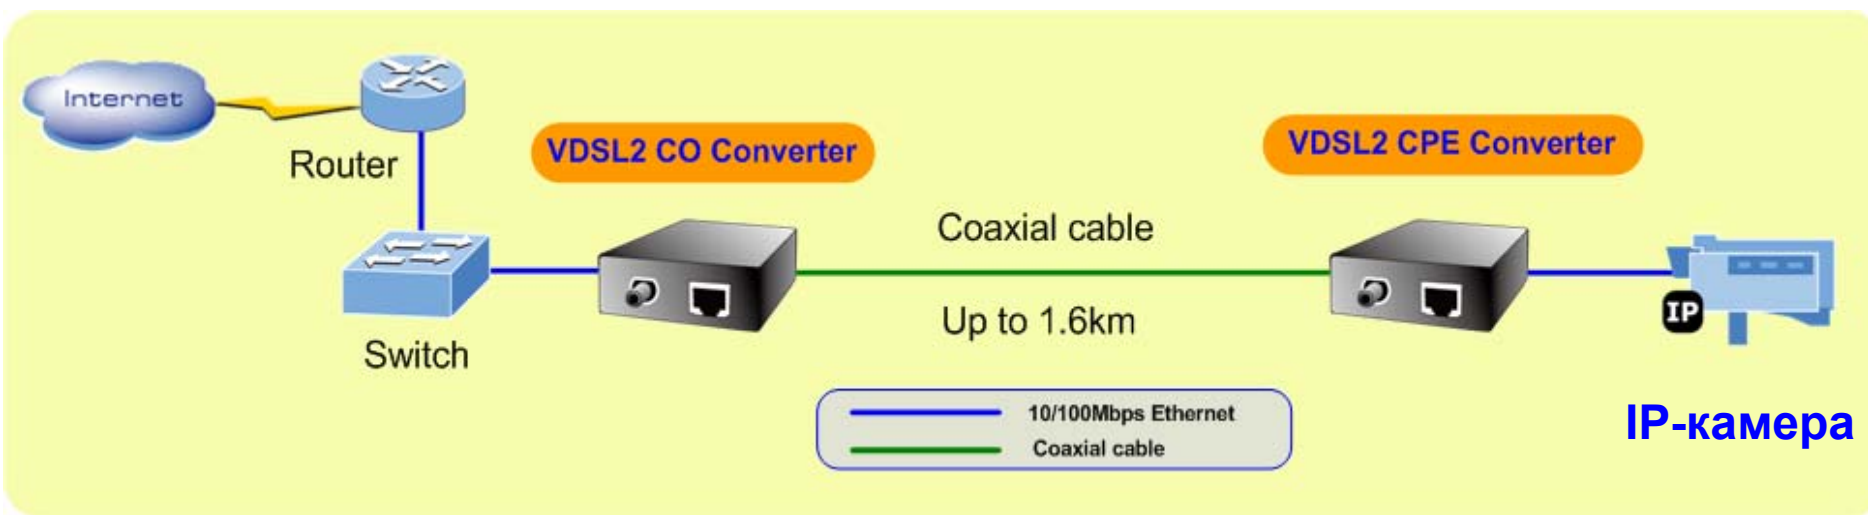 Internet
Router
VDSL2 CO Converter
VDSL2 CPE Converter
Coaxial cable
Up to 1.6km
Switch
IP
10/100Mbps Ethernet
Coaxial cable
IP-камера